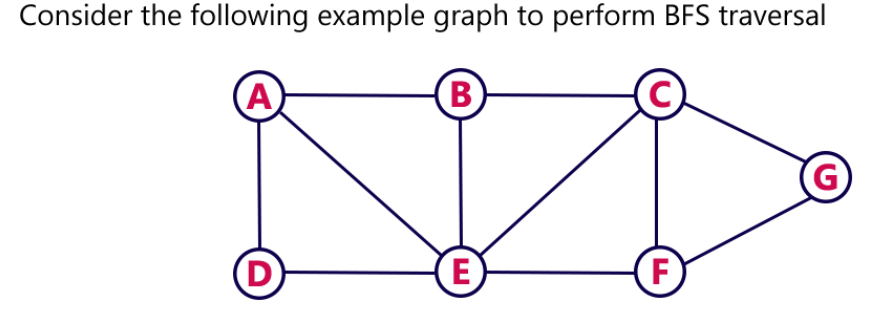 Consider the following example graph to perform BFS traversal
A B C
G
D E F